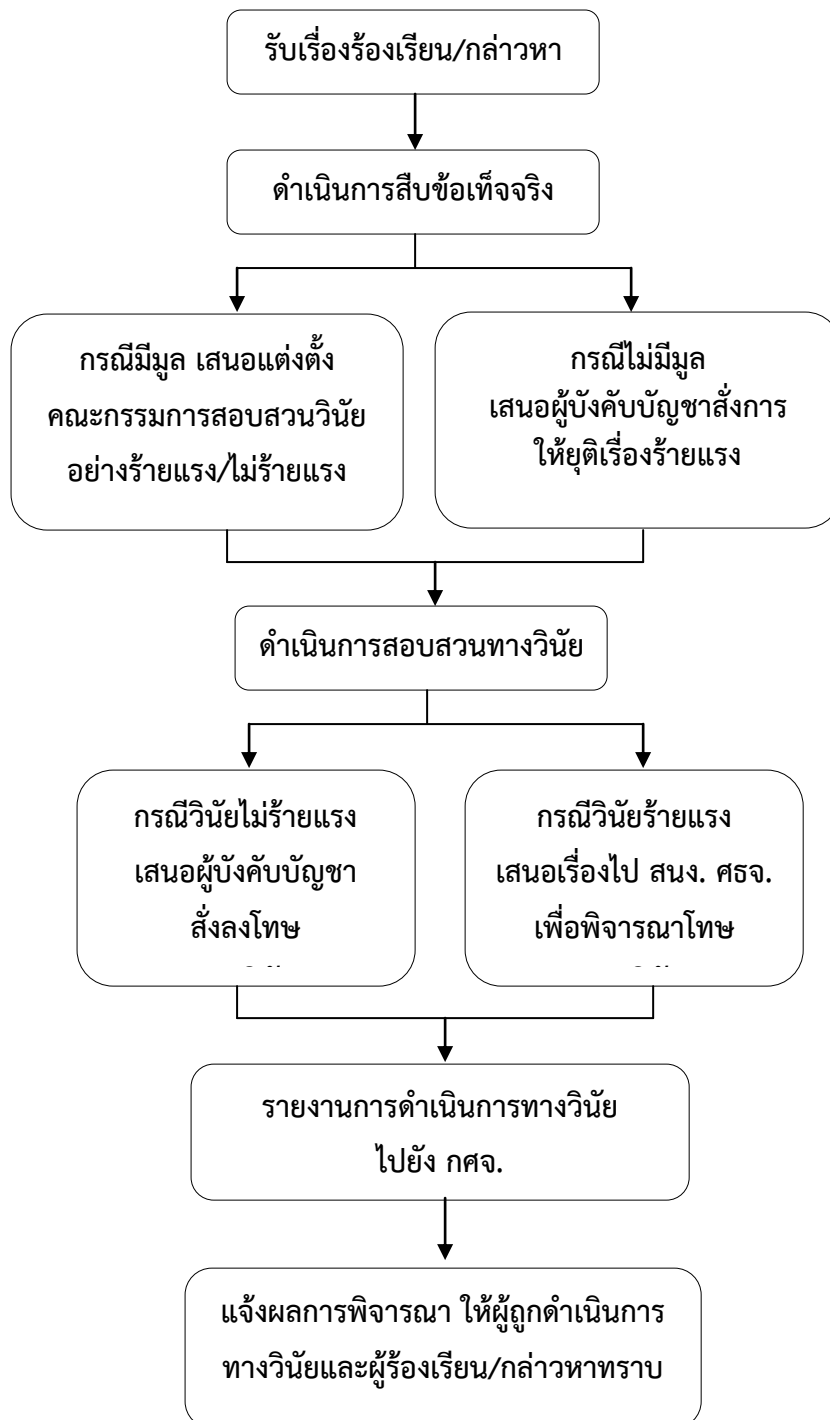 รับเรื่องร้องเรียน/กล่าวหา
ดำเนินการสืบข้อเท็จจริง
กรณีมีมูล เสนอแต่งตั้ง
คณะกรรมการสอบสวนวินัย
อย่างร้ายแรง/ไม่ร้ายแรง
กรณีไม่มีมูล
เสนอผู้บังคับบัญชาสั่งการ
ให้ยุติเรื่องร้ายแรง
ดำเนินการสอบสวนทางวินัย
กรณีวินัยไม่ร้ายแรง
เสนอผู้บังคับบัญชา
สั่งลงโทษ
กรณีวินัยร้ายแรง
เสนอเรื่องไป สนง. ศธจ.
เพื่อพิจารณาโทษ
รายงานการดำเนินการทางวินัย
ไปยัง กศจ.
แจ้งผลการพิจารณา ให้ผู้ถูกดำเนินการ
ทางวินัยและผู้ร้องเรียน/กล่าวหาทราบ